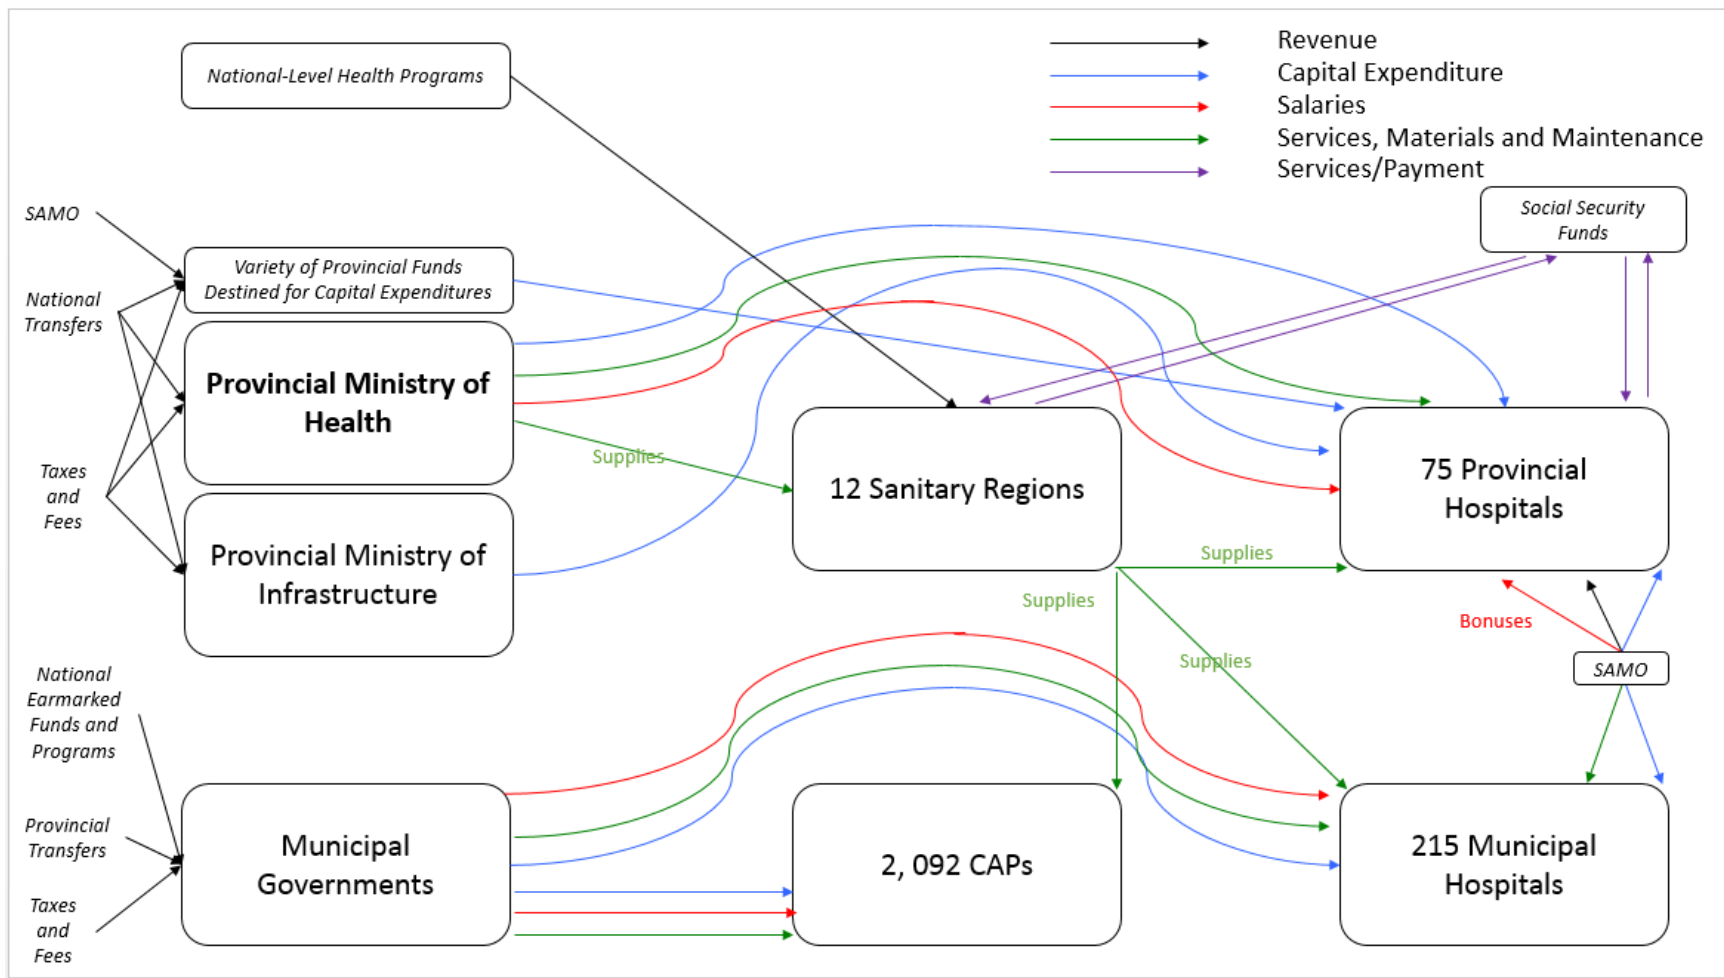 National-Level Health Programs
Revenue
Capital Expenditure
Salaries
Services, Materials and Maintenance
Services/Payment
SAMO
Variety of Provincial Funds
Destined for Capital Expenditures
Social Security
Funds
National
Transfers
Provincial Ministry of
Health
Supplies
12 Sanitary Regions
75 Provincial
Hospitals
Taxes
and
Fees
Provincial Ministry of
Infrastructure
Supplies
Supplies
Supplies
Bonuses
SAMO
National
Earmarked
Funds and
Programs
Provincial
Transfers
Taxes
and
Fees
Municipal
Governments
2, 092 CAPs
215 Municipal
Hospitals